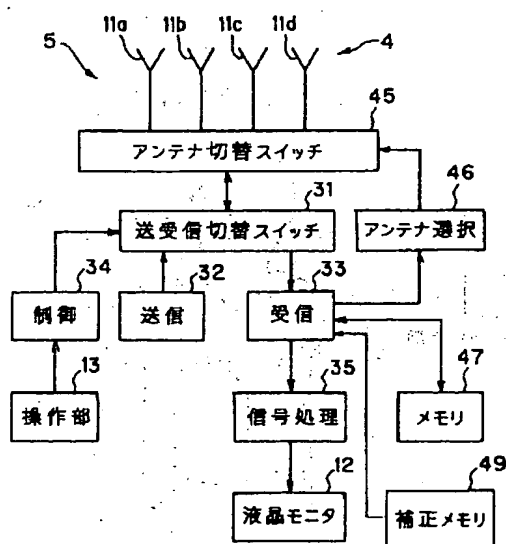 11a 11b 11c 11d
5 4
45
アンテナ切替スイッチ
31 46
送受信切替スイッチ アンテナ選択
34 32 33
制御 送信 受信
13 35 47
操作部 信号処理 メモリ
12 49
液晶モニタ 補正メモリ